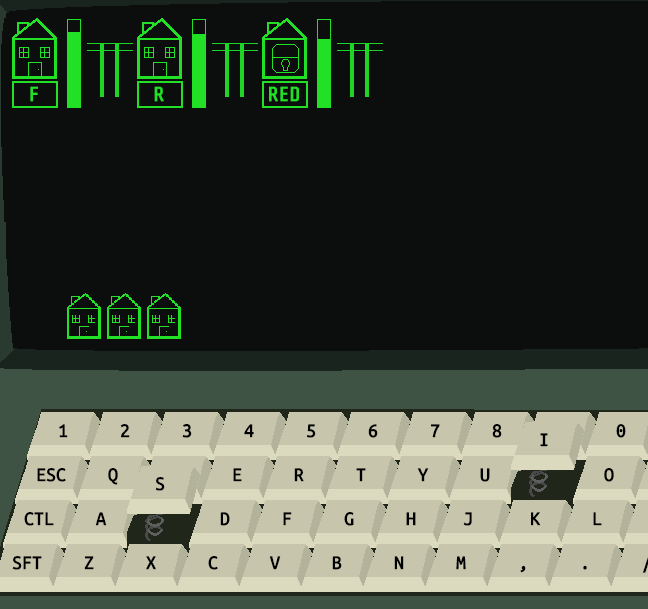 F R RED
1 2 3 4 5 6 7 8 I 0
ESC Q S E R T Y U O
CTL A D F G H J K L
SFT Z X C V B N M , . /